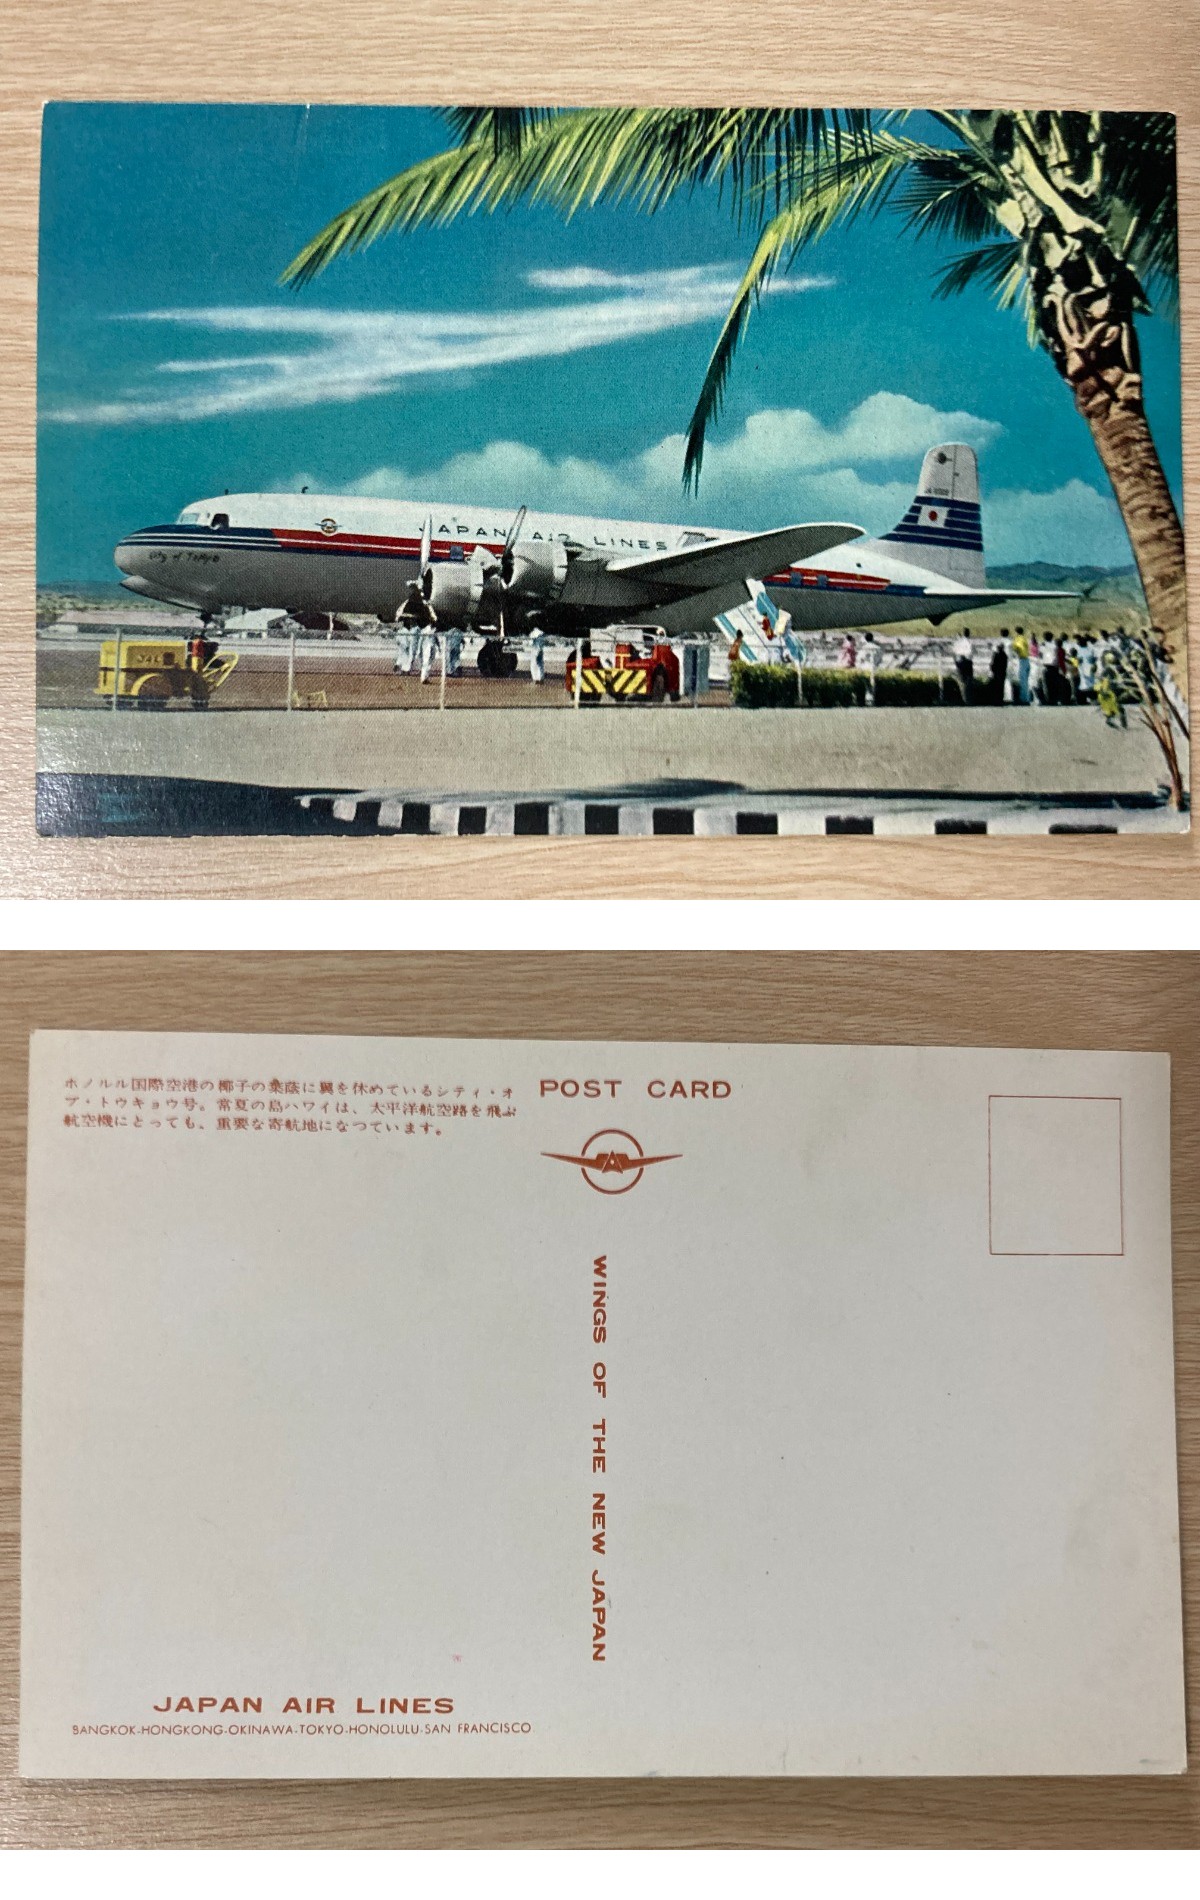 City of Tokyo
JAPAN AIR LINES
ホノルル国際空港の椰子の葉蔭に翼を休めているシティ・オ
ブ・トウキョウ号。常夏の島ハワイは、太平洋航空路を飛ぶ
航空機にとっても、重要な寄航地になつています。
POST CARD
WINGS OF THE NEW JAPAN
JAPAN AIR LINES
BANGKOK-HONGKONG-OKINAWA-TOKYO-HONOLULU-SAN FRANCISCO